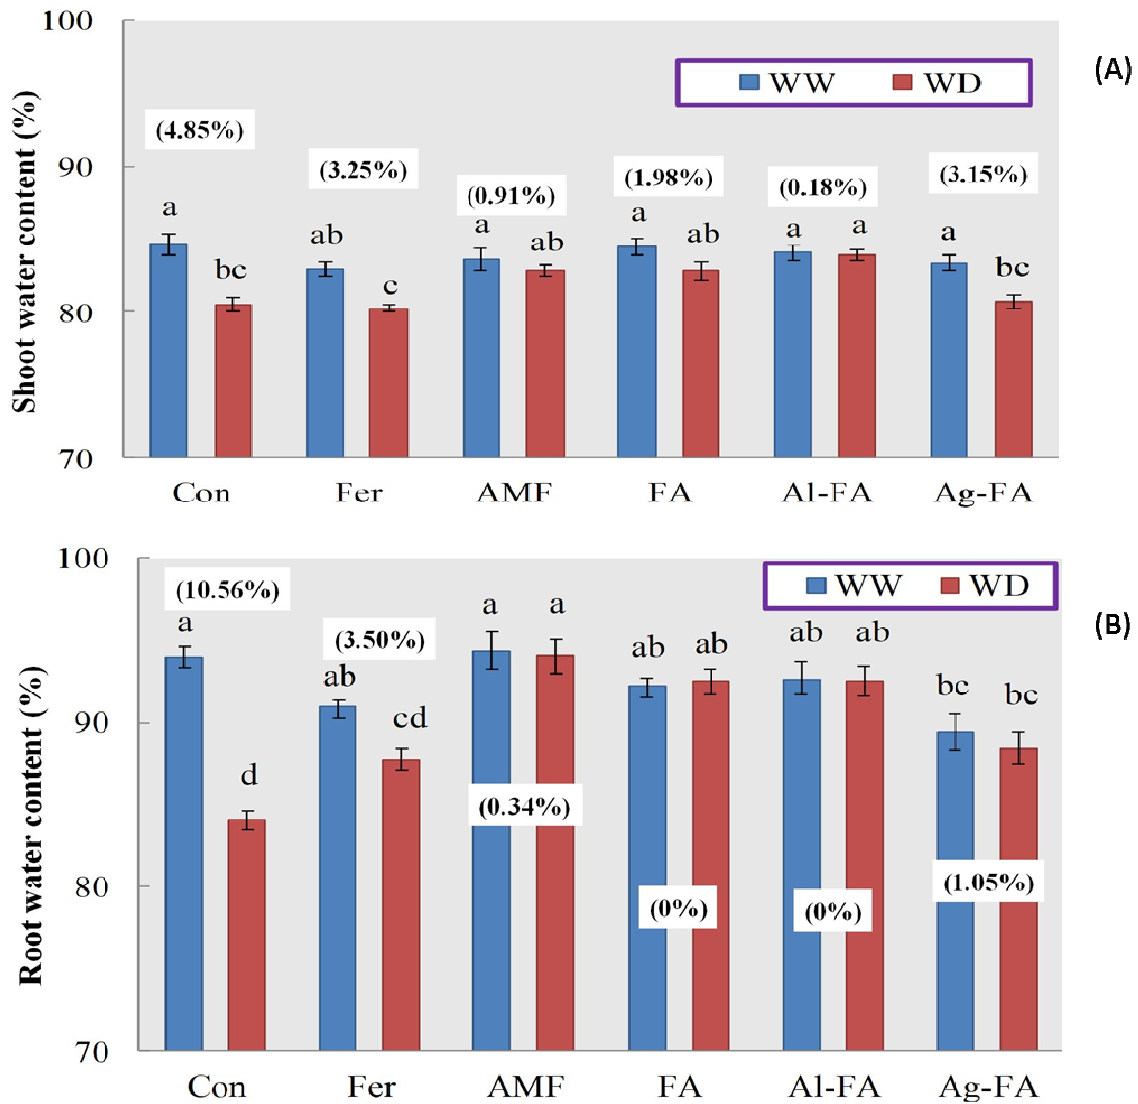 100
(A)
WW WD
(4.85%)
90
(3.25%)
(0.91%)
(1.98%)
(0.18%)
(3.15%)
a bc ab c a ab a ab a a a bc
80
70
Shoot water content (%)
Con Fer AMF FA Al-FA Ag-FA
100
WW WD
(B)
(10.56%)
(3.50%)
a d ab cd a a ab ab ab ab bc bc
90
(0.34%)
80
(0%)
(0%)
(1.05%)
70
Root water content (%)
Con Fer AMF FA Al-FA Ag-FA